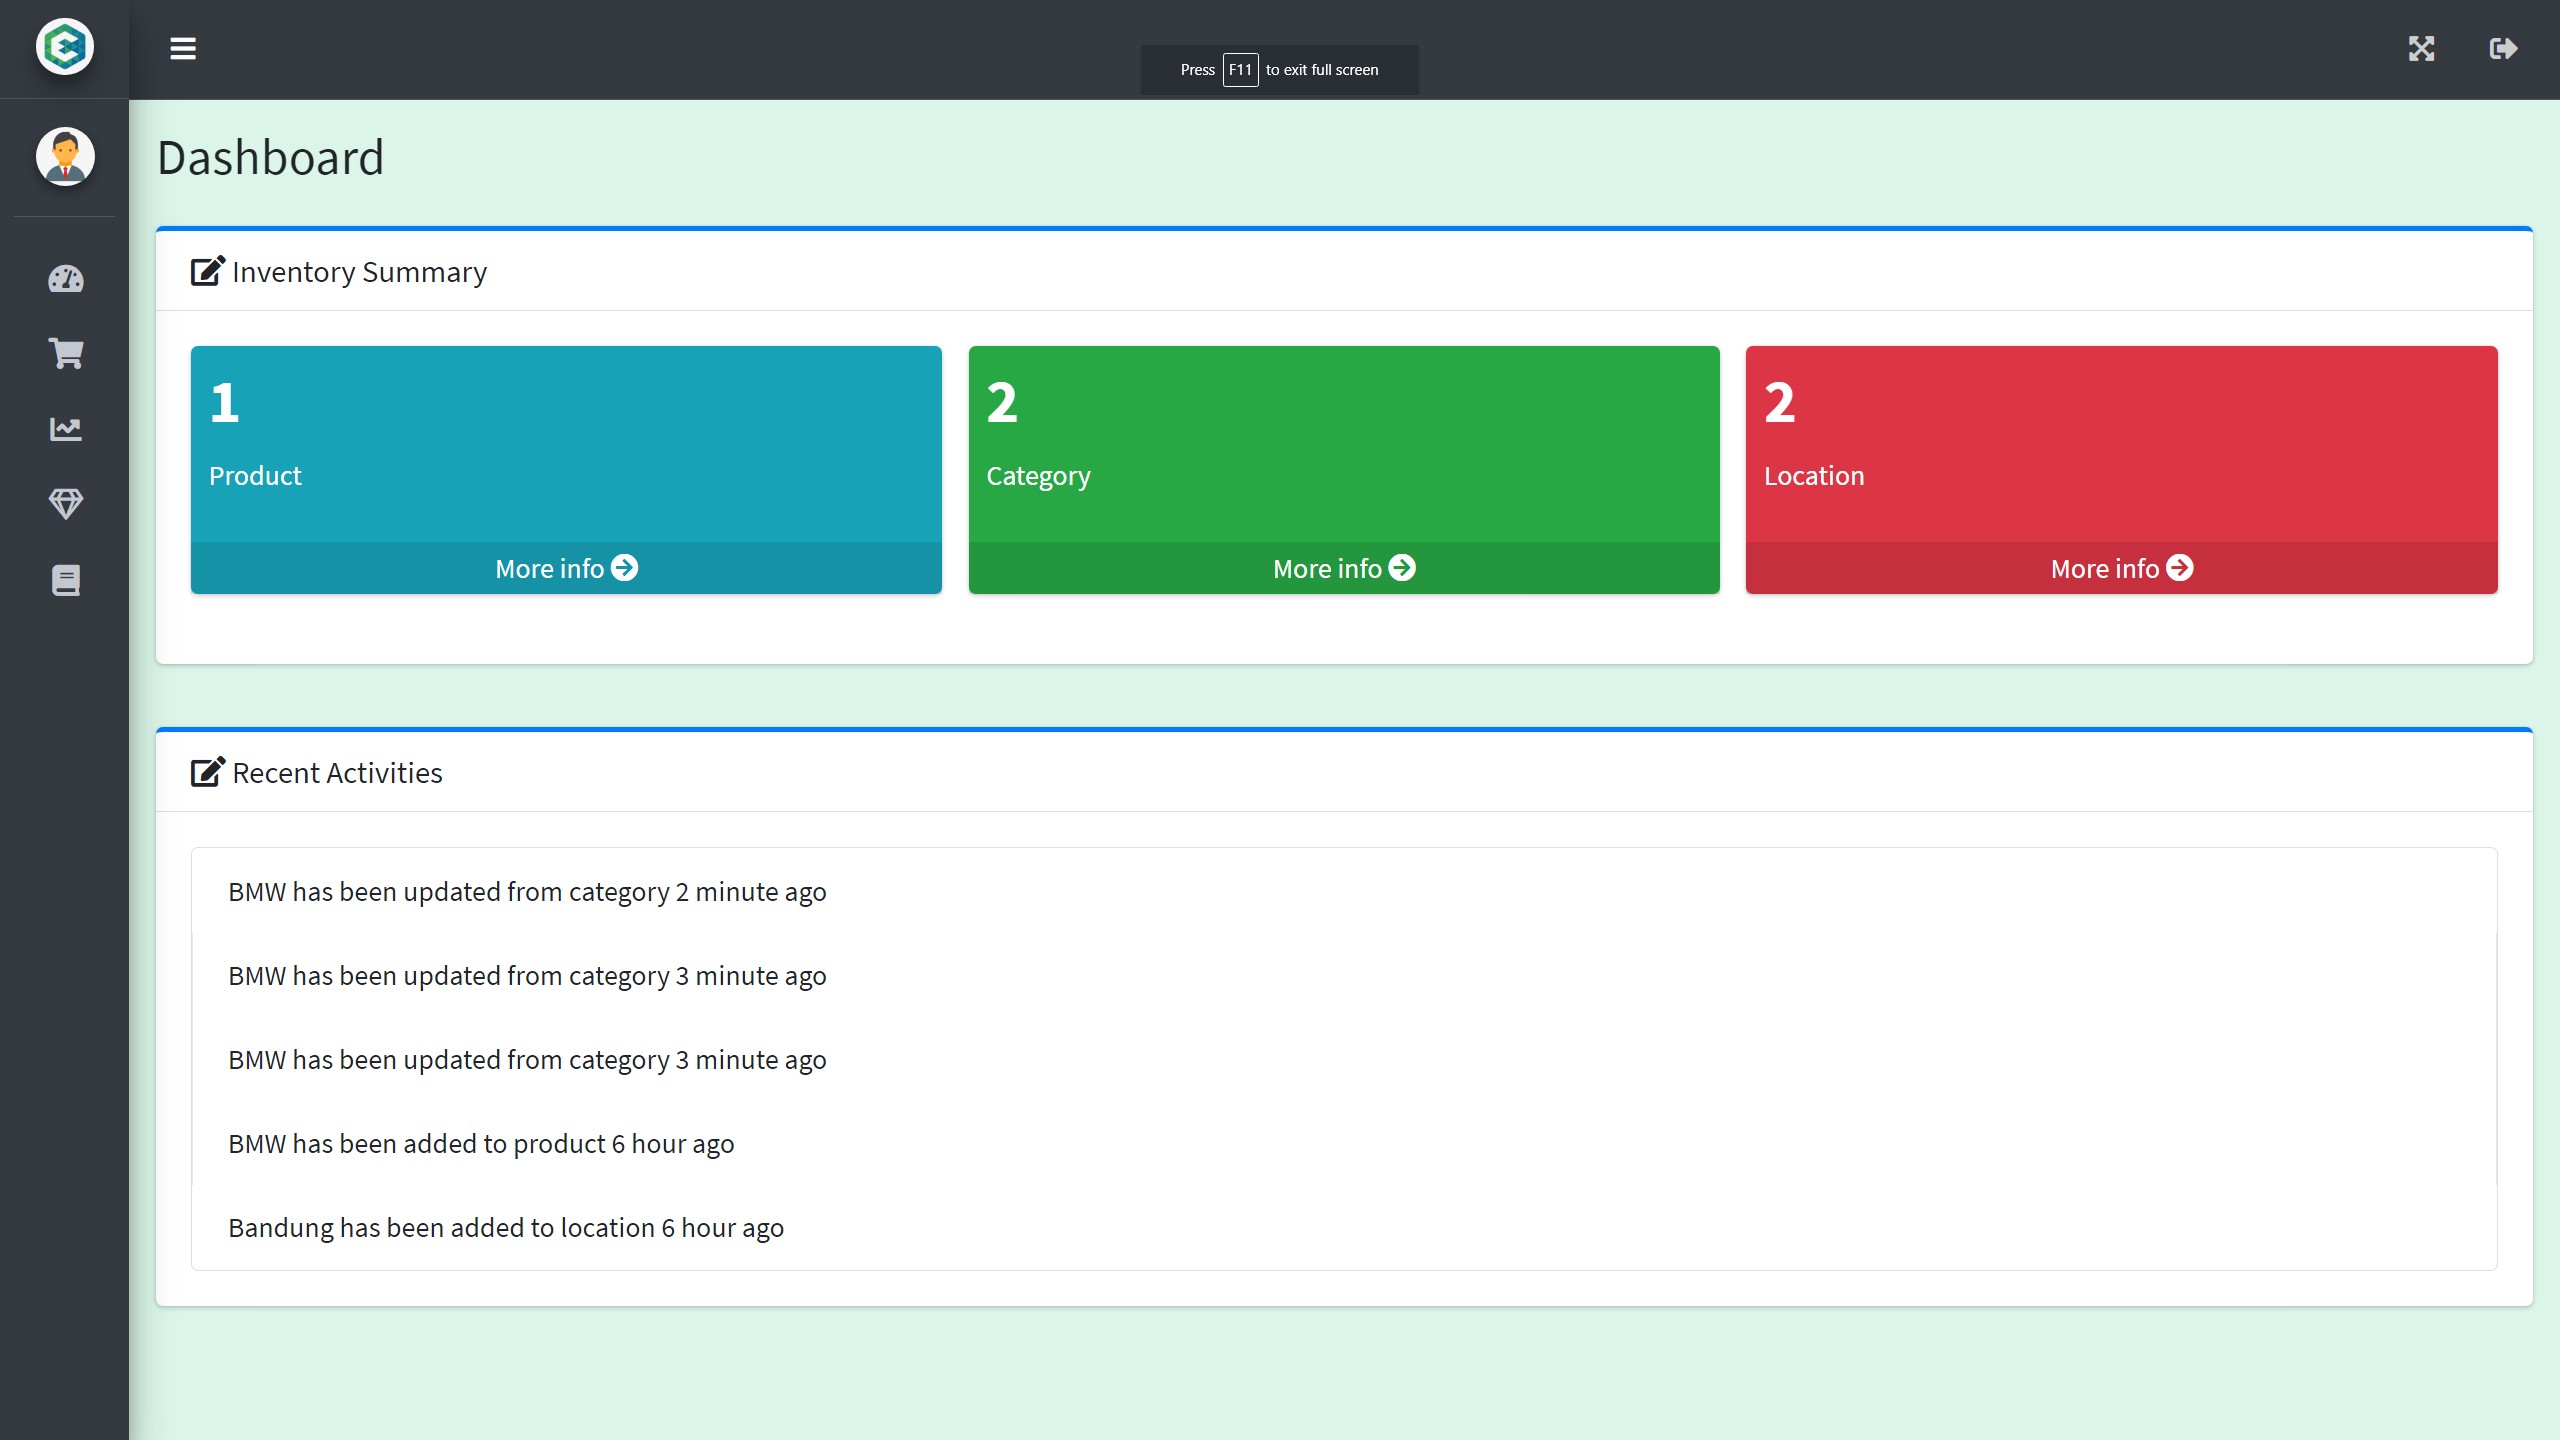 Press F11 to exit full screen
Dashboard
Inventory Summary
1
Product
More info
2
Category
More info
2
Location
More info
Recent Activities
BMW has been updated from category 2 minute ago
BMW has been updated from category 3 minute ago
BMW has been updated from category 3 minute ago
BMW has been added to product 6 hour ago
Bandung has been added to location 6 hour ago